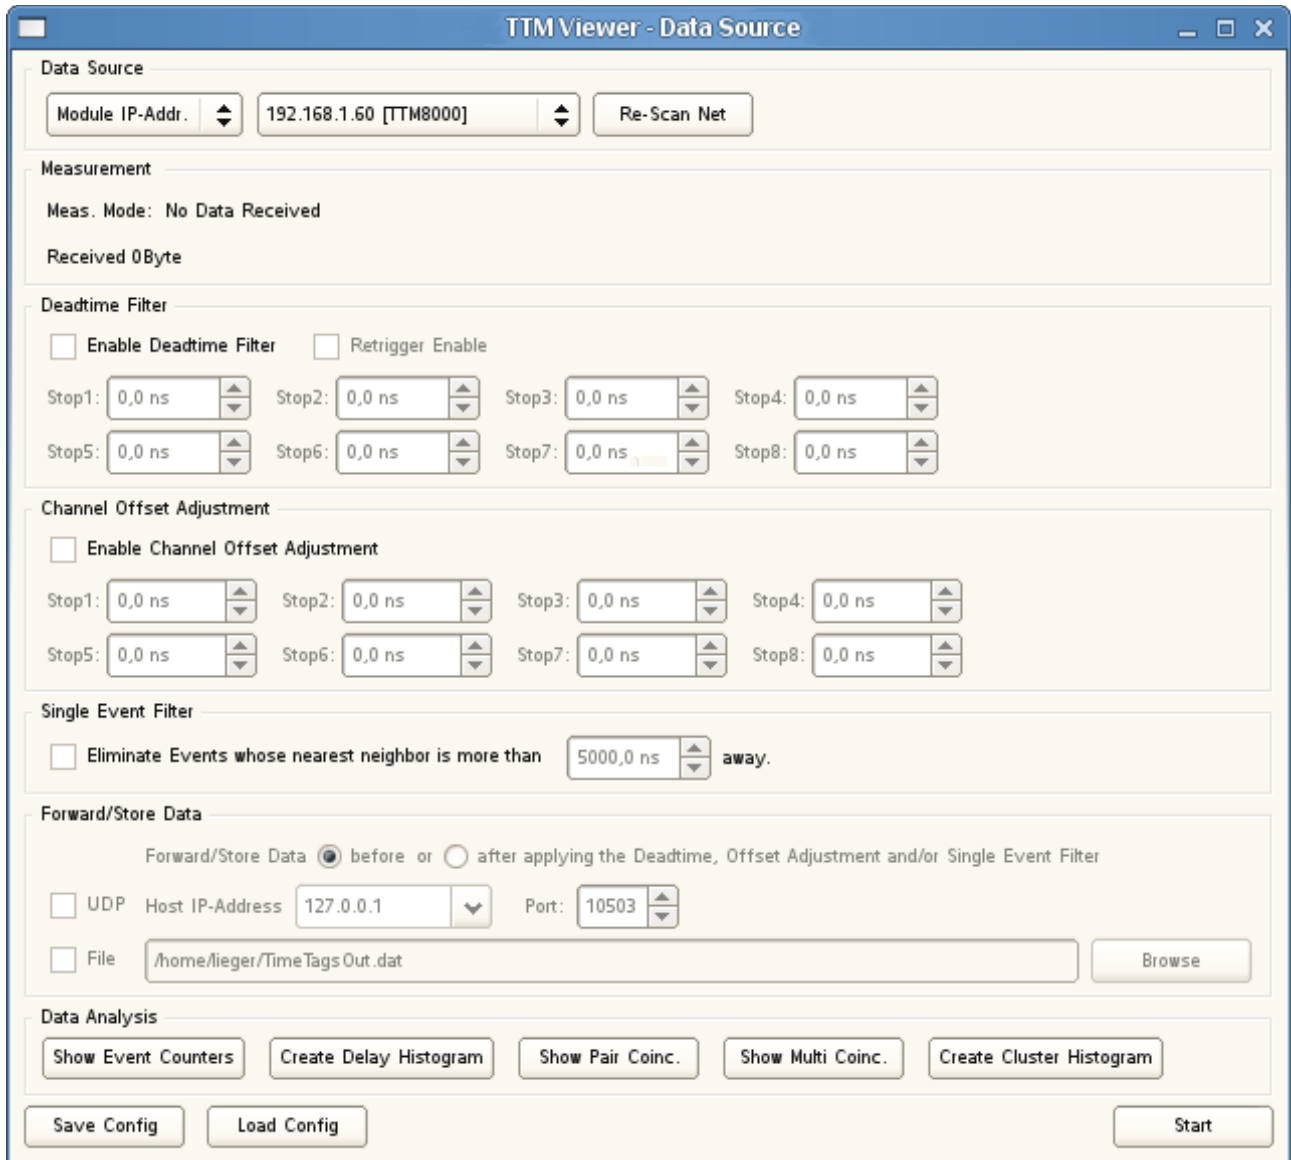 TTM Viewer - Data Source
Data Source
Module IP-Addr. 192.168.1.60 [TTM8000] Re-Scan Net
Measurement
Meas. Mode: No Data Received
Received 0Byte
Deadtime Filter
Enable Deadtime Filter Retrigger Enable
Stop1: 0,0 ns Stop2: 0,0 ns Stop3: 0,0 ns Stop4: 0,0 ns
Stop5: 0,0 ns Stop6: 0,0 ns Stop7: 0,0 ns Stop8: 0,0 ns
Channel Offset Adjustment
Enable Channel Offset Adjustment
Stop1: 0,0 ns Stop2: 0,0 ns Stop3: 0,0 ns Stop4: 0,0 ns
Stop5: 0,0 ns Stop6: 0,0 ns Stop7: 0,0 ns Stop8: 0,0 ns
Single Event Filter
Eliminate Events whose nearest neighbor is more than 5000,0 ns away.
Forward/Store Data
Forward/Store Data before or after applying the Deadtime, Offset Adjustment and/or Single Event Filter
UDP Host IP-Address 127.0.0.1 Port: 10503
File /home/lieger/TimeTagsOut.dat Browse
Data Analysis
Show Event Counters Create Delay Histogram Show Pair Coinc. Show Multi Coinc. Create Cluster Histogram
Save Config Load Config Start